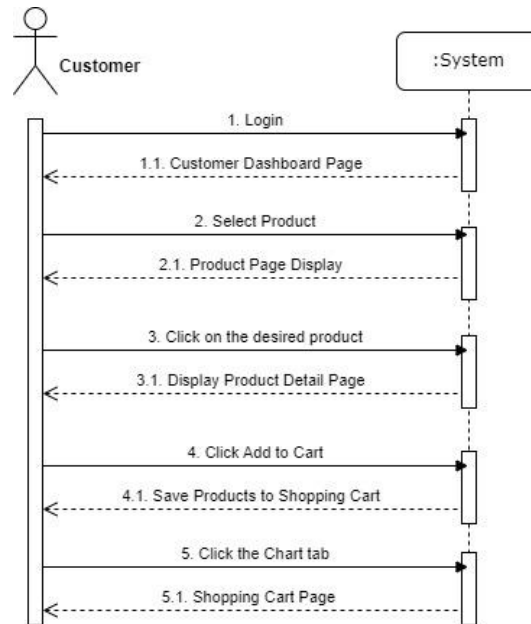 Customer
:System
1. Login
1.1. Customer Dashboard Page
2. Select Product
2.1. Product Page Display
3. Click on the desired product
3.1. Display Product Detail Page
4. Click Add to Cart
4.1. Save Products to Shopping Cart
5. Click the Chart tab
5.1. Shopping Cart Page